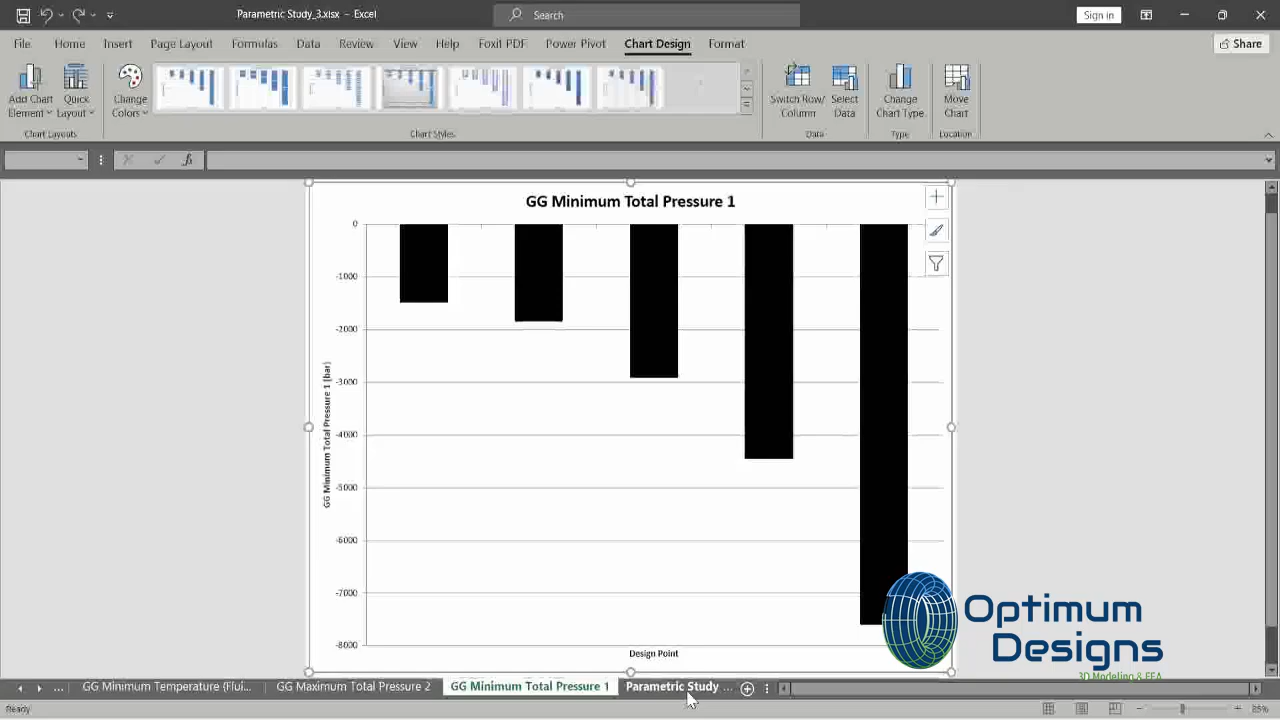 Parametric Study_3.xlsx – Excel
Search
Sign in
File Home Insert Page Layout Formulas Data Review View Help Foxit PDF Power Pivot Chart Design Format
Share
Add Chart Element
Quick Layout
Change Colors
Switch Row/ Column
Select Data
Change Chart Type
Move Chart
Chart Layouts
Chart Styles
Data
Type
Location
fx
GG Minimum Total Pressure 1
0
-1000
-2000
-3000
-4000
-5000
-6000
-7000
-8000
GG Minimum Total Pressure 1 (bar)
Design Point
Optimum
Designs
3D Modeling & FEA
... GG Minimum Temperature (Flui... GG Maximum Total Pressure 2 GG Minimum Total Pressure 1 Parametric Study ...
Ready